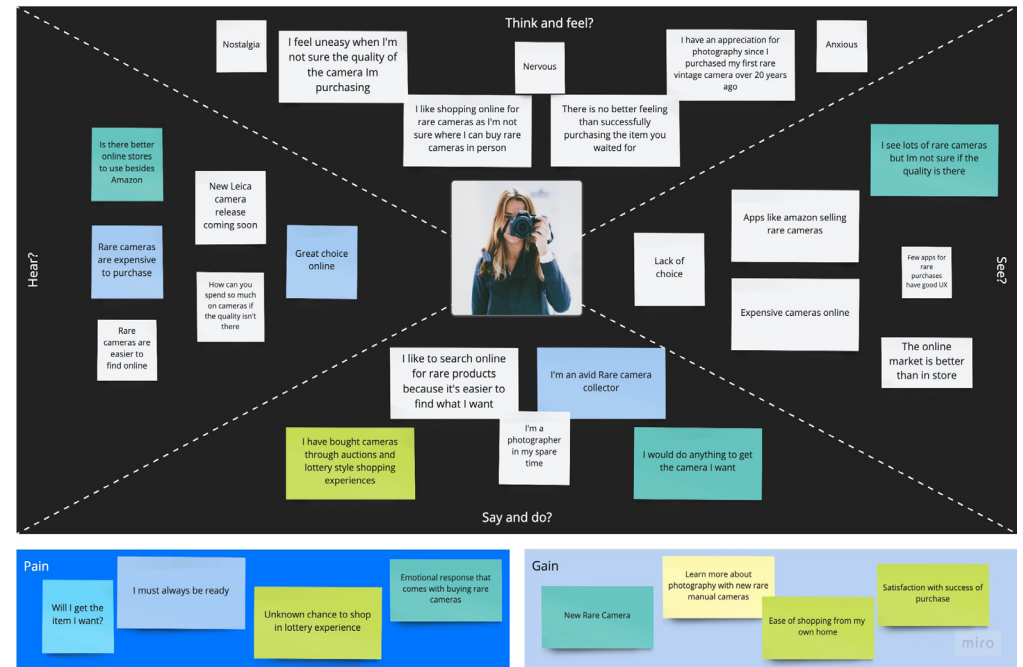 Think and feel?
Nostalgia
I feel uneasy when I'm
not sure the quality of
the camera Im
purchasing
Nervous
I have an appreciation for
photography since I
purchased my first rare
vintage camera over 20 years
ago
Anxious
I like shopping online for
rare cameras as I'm not
sure where I can buy rare
cameras in person
There is no better feeling
than successfully
purchasing the item you
waited for
Hear?
Is there better
online stores
to use besides
Amazon
New Leica
camera
release
coming soon
Rare cameras
are expensive
to purchase
Great choice
online
How can you
spend so much
on cameras if
the quality isn't
there
Rare
cameras are
easier to
find online
See?
I see lots of rare cameras
but Im not sure if the
quality is there
Apps like amazon selling
rare cameras
Lack of
choice
Few apps for
rare
purchases
have good UX
Expensive cameras online
The online
market is better
than in store
I like to search online
for rare products
because it's easier to
find what I want
I'm an avid Rare camera
collector
I'm a
photographer
in my spare
time
I have bought cameras
through auctions and
lottery style shopping
experiences
I would do anything to get
the camera I want
Say and do?
Pain
Will I get the
item I want?
I must always be ready
Unknown chance to shop
in lottery experience
Emotional response that
comes with buying rare
cameras
Gain
New Rare Camera
Learn more about
photography with new rare
manual cameras
Ease of shopping from my
own home
Satisfaction with success of
purchase
miro